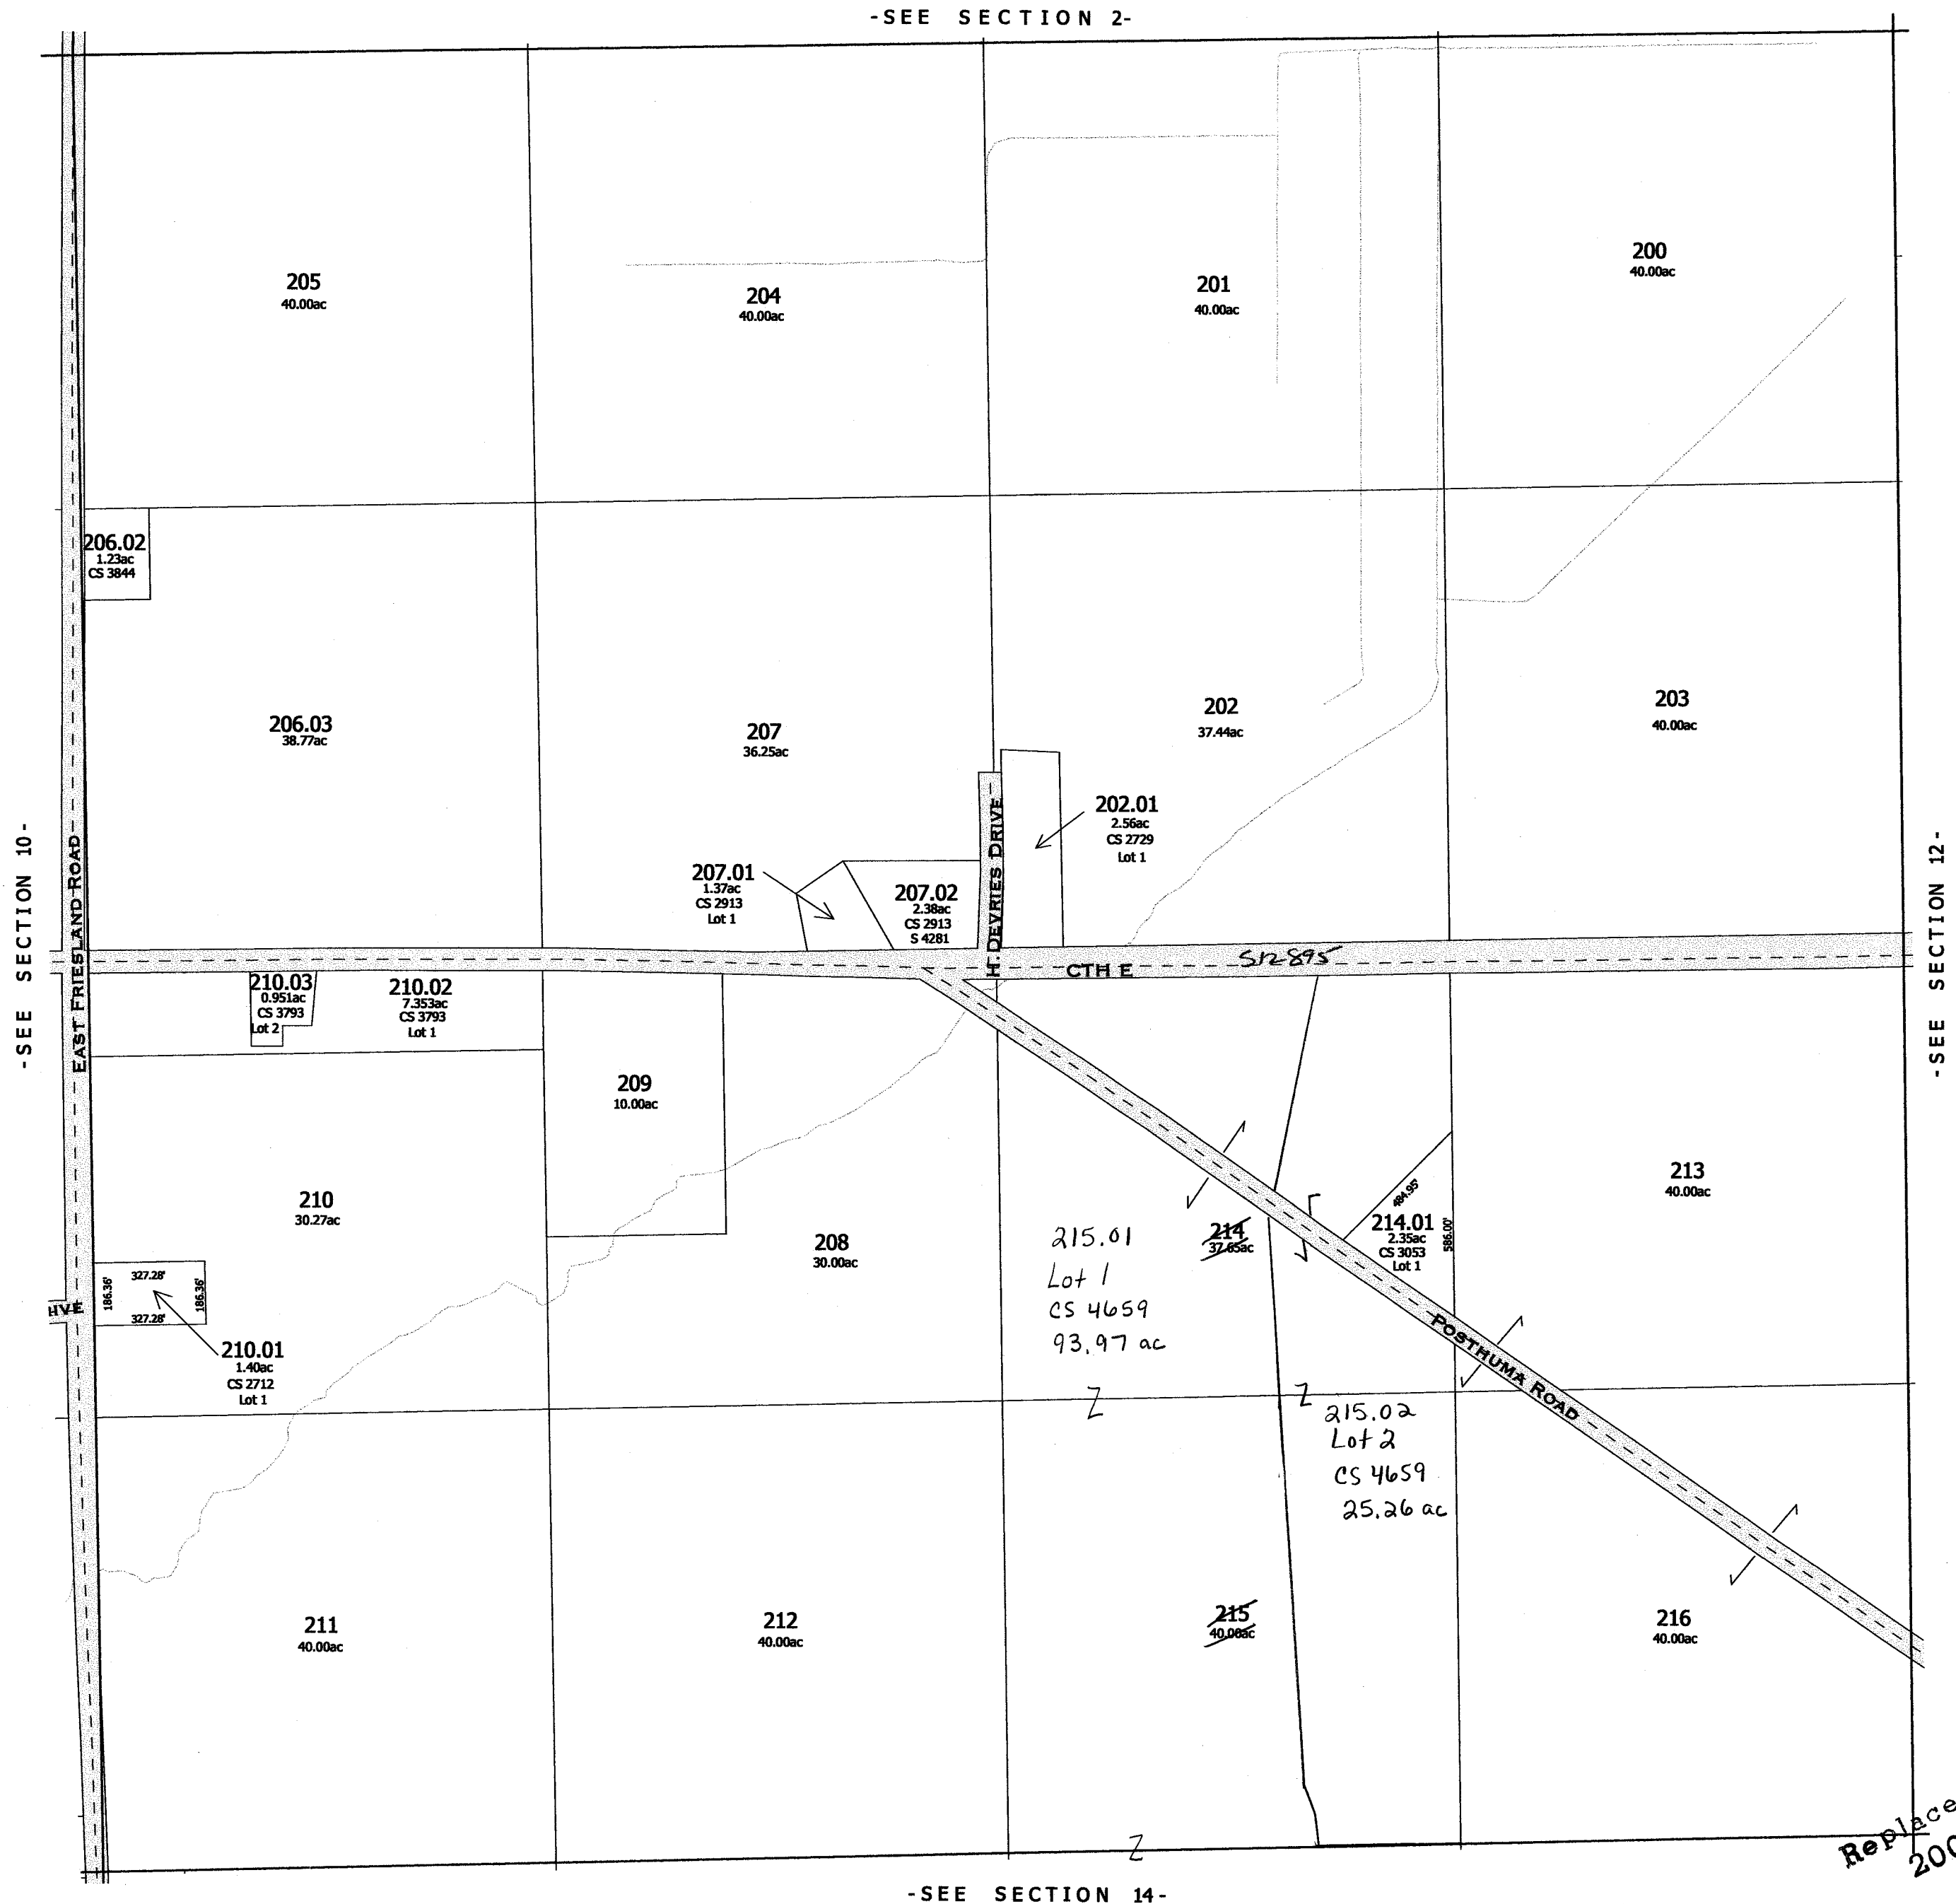 -SEE SECTION 2-
205
40.00ac
204
40.00ac
201
40.00ac
200
40.00ac
206.02
1.23ac
CS 3844
206.03
38.77ac
207
36.25ac
202
37.44ac
203
40.00ac
202.01
2.56ac
CS 2729
Lot 1
207.01
1.37ac
CS 2913
Lot 1
207.02
2.38ac
CS 2913
S 4281
H. DEVRIES DRIVE
-SEE SECTION 10-
EAST FRIESLAND ROAD
-SEE SECTION 12-
CTH E
S12-895
210.03
0.951ac
CS 3793
Lot 2
210.02
7.353ac
CS 3793
Lot 1
209
10.00ac
210
30.27ac
208
30.00ac
215.01
Lot 1
CS 4659
93.97 ac
214
37.65ac
484.95'
586.00'
214.01
2.35ac
CS 3053
Lot 1
213
40.00ac
HVE
327.28'
186.36'
186.36'
327.28'
210.01
1.40ac
CS 2712
Lot 1
POSTHUMA ROAD
Z
Z
215.02
Lot 2
CS 4659
25.26 ac
211
40.00ac
212
40.00ac
215
40.00ac
216
40.00ac
Z
Replace
200
-SEE SECTION 14-